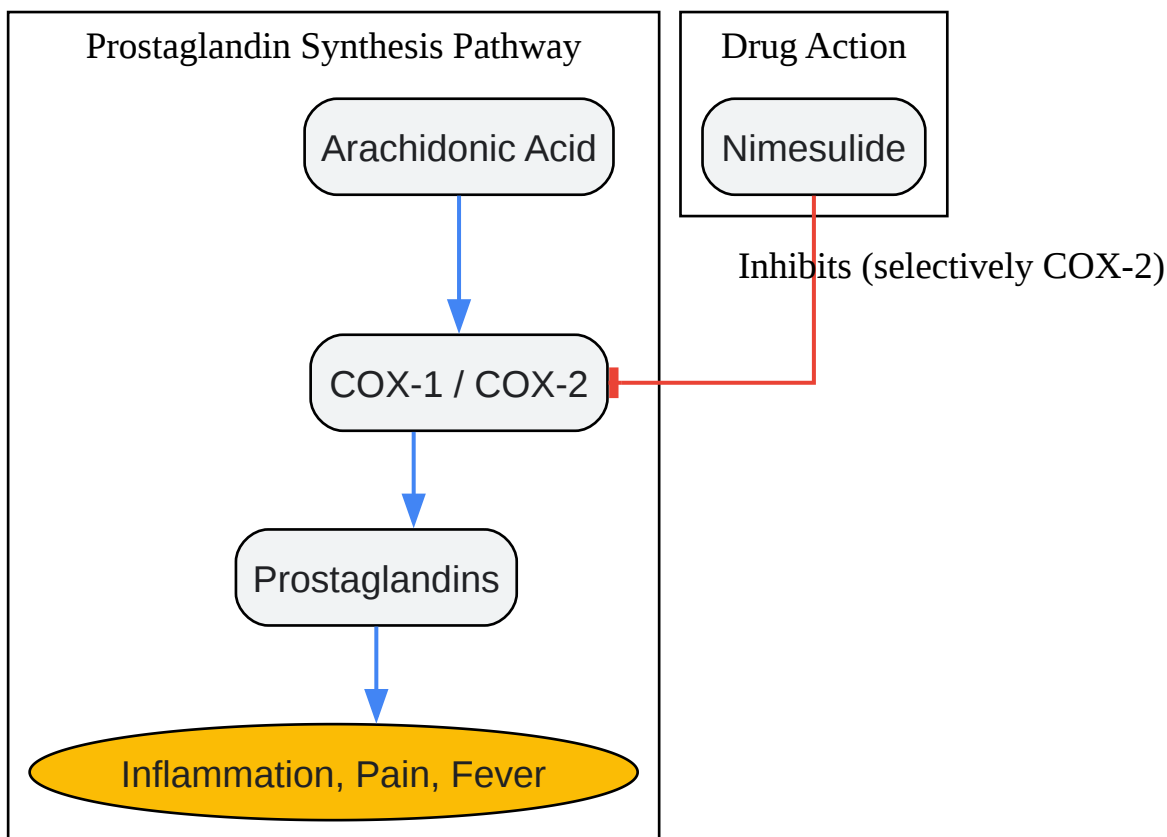 Prostaglandin Synthesis Pathway
Drug Action
Arachidonic Acid
Nimesulide
Inhibits (selectively COX-2)
COX-1 / COX-2
Prostaglandins
Inflammation, Pain, Fever